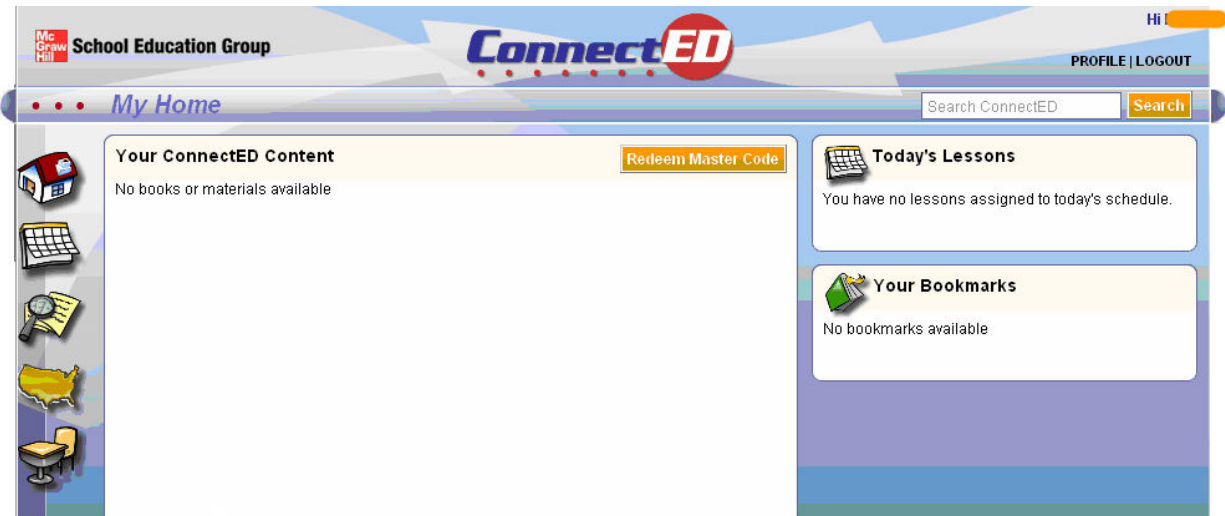 Hi
Mc
Graw
Hill
School Education Group
ConnectED
PROFILE | LOGOUT
My Home
Search ConnectED
Search
Your ConnectED Content
Redeem Master Code
No books or materials available
Today's Lessons
You have no lessons assigned to today's schedule.
Your Bookmarks
No bookmarks available